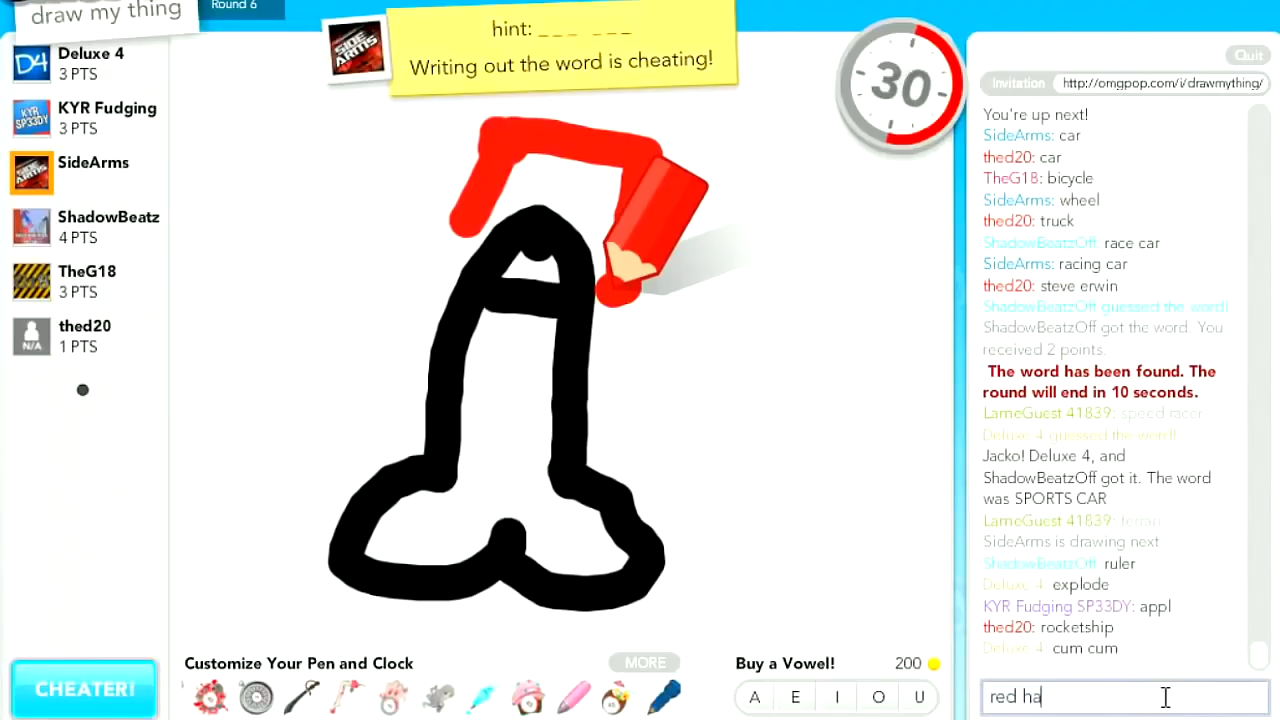 draw my thing
Round 6
hint: ___ ___
Writing out the word is cheating!
30
SIDE ARMS
D4
Deluxe 4
3 PTS
KYR SP33DY
KYR Fudging
3 PTS
SideArms
ShadowBeatz
4 PTS
TheG18
3 PTS
N/A
thed20
1 PTS
CHEATER!
Customize Your Pen and Clock
MORE
Buy a Vowel!
200
A E I O U
Quit
Invitation http://omgpop.com/i/drawmything/
You're up next!
SideArms: car
thed20: car
TheG18: bicycle
SideArms: wheel
thed20: truck
ShadowBeatzOff: race car
SideArms: racing car
thed20: steve erwin
ShadowBeatzOff guessed the word!
ShadowBeatzOff got the word. You
received 2 points.
The word has been found. The
round will end in 10 seconds.
LameGuest 41839: speed racer
Deluxe 4 guessed the word!
Jacko! Deluxe 4, and
ShadowBeatzOff got it. The word
was SPORTS CAR
LameGuest 41839: ferrari
SideArms is drawing next
ShadowBeatzOff: ruler
Deluxe 4: explode
KYR Fudging SP33DY: appl
thed20: rocketship
Deluxe 4: cum cum
red ha